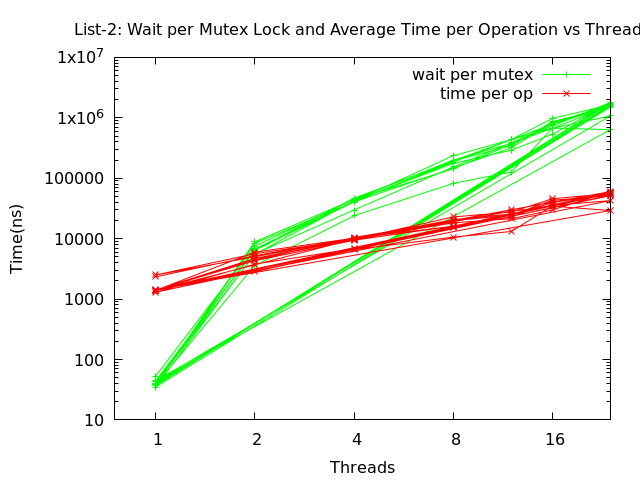 List-2: Wait per Mutex Lock and Average Time per Operation vs Thread
1x10^7
wait per mutex
time per op
1x10^6
100000
10000
1000
100
10
Time(ns)
1 2 4 8 16
Threads